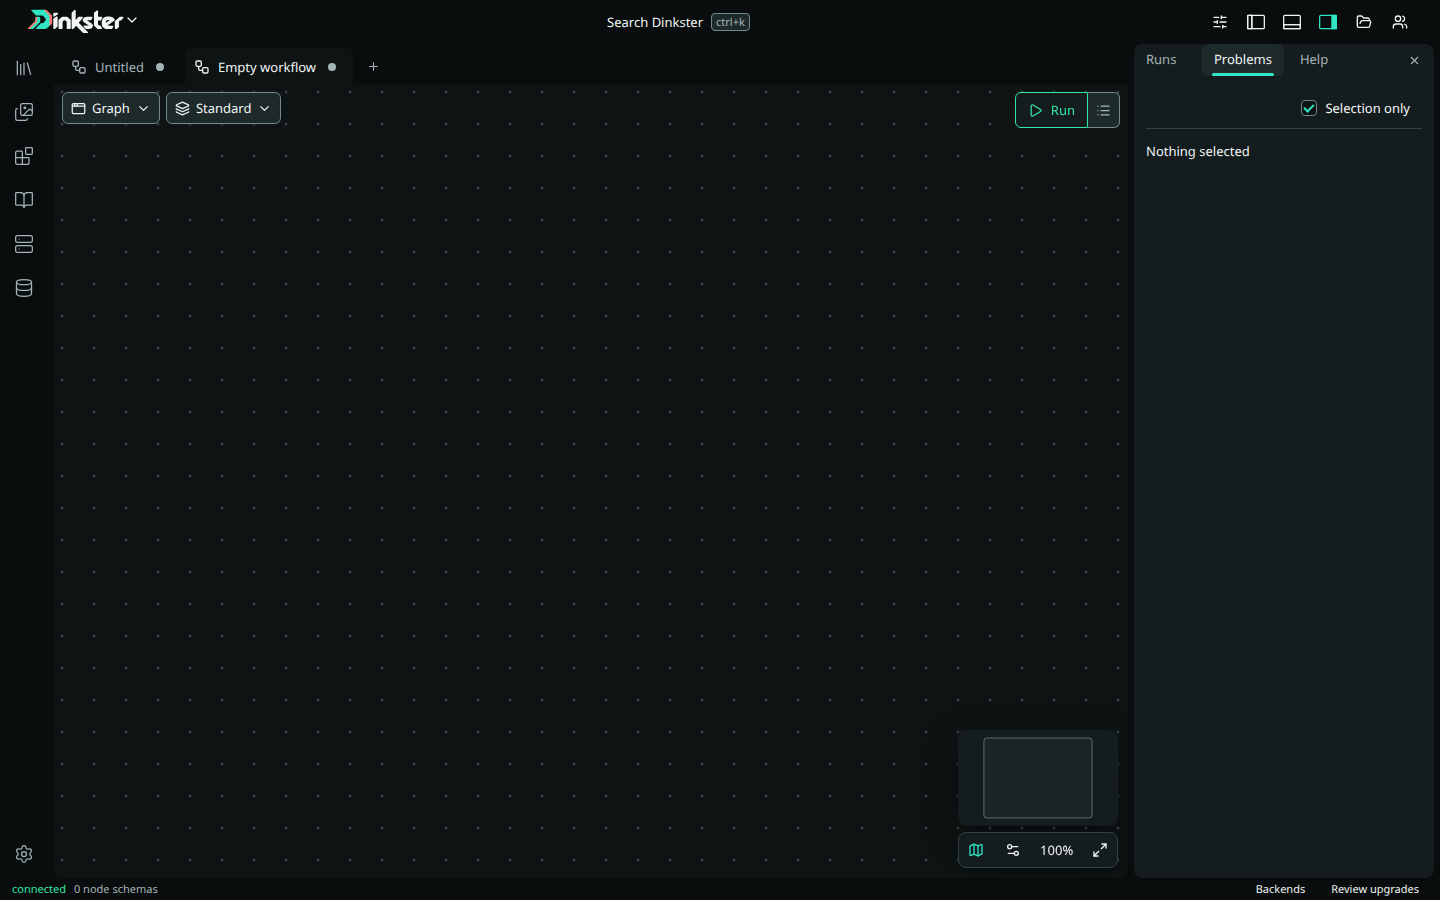 Dinkster
Search Dinkster ctrl+k
Untitled
Empty workflow
Graph
Standard
Run
Runs
Problems
Help
Selection only
Nothing selected
100%
connected
0 node schemas
Backends
Review upgrades